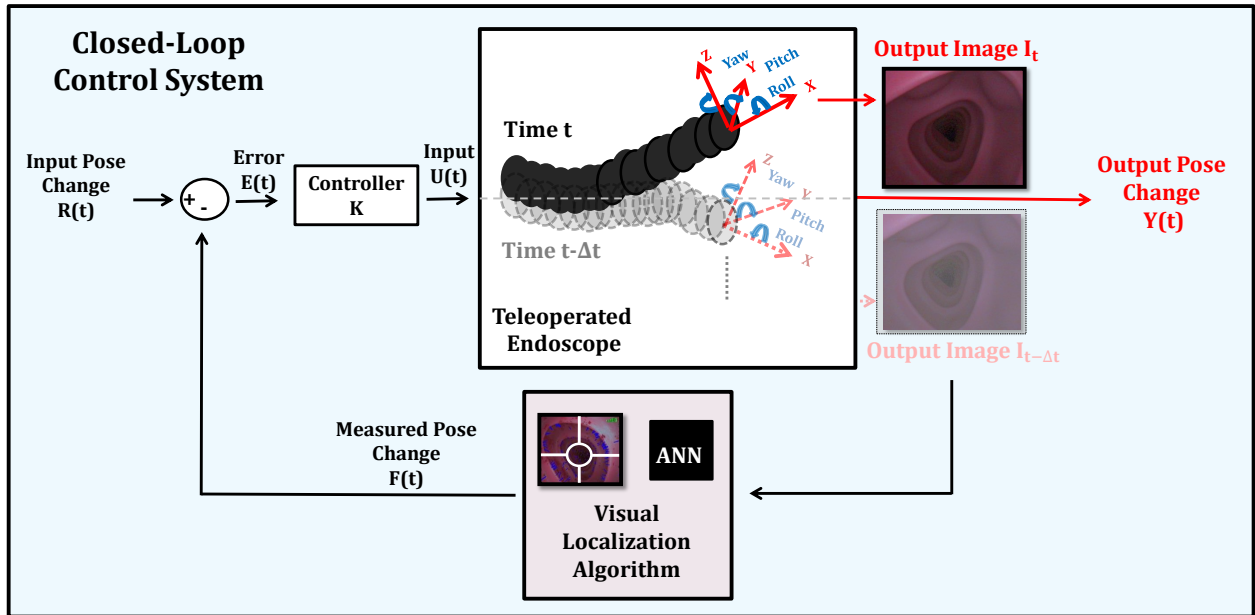 Closed-Loop
Control System
Input Pose
Change
R(t)
+
-
Error
E(t)
Controller
K
Input
U(t)
Time t
Z
Yaw
Y
Pitch
Roll
X
Time t-Δt
Z
Yaw
Y
Pitch
Roll
X
Teleoperated
Endoscope
Output Image Iₜ
Output Pose
Change
Y(t)
Output Image Iₜ₋Δₜ
Measured Pose
Change
F(t)
ANN
Visual
Localization
Algorithm